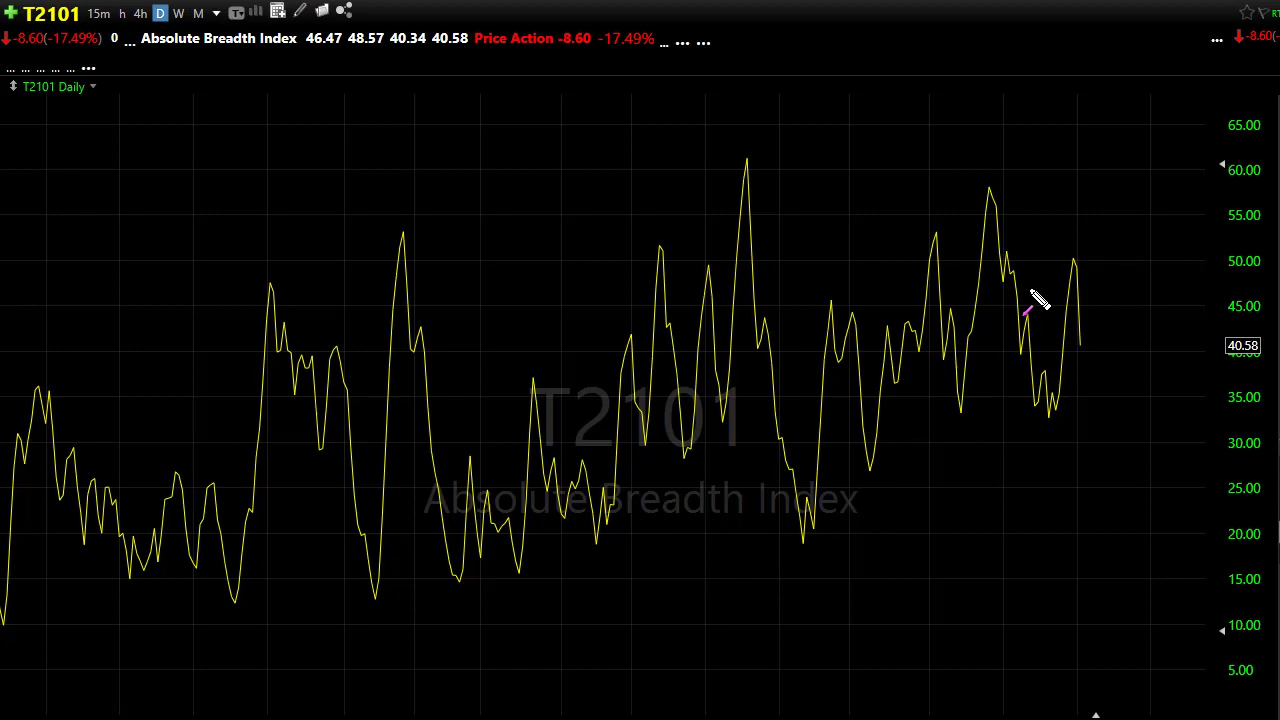 T2101 15m h 4h D W M T
-8.60(-17.49%) 0 ... Absolute Breadth Index 46.47 48.57 40.34 40.58 Price Action -8.60 -17.49% ... ... ... ... -8.60(-
... ... ... ... ... ...
T2101 Daily
65.00
60.00
55.00
50.00
45.00
40.58
40.00
35.00
30.00
25.00
20.00
15.00
10.00
5.00
T2101
Absolute Breadth Index